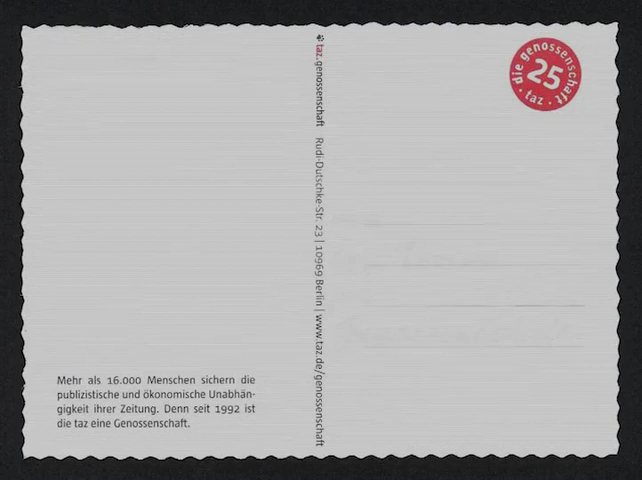 Mehr als 16.000 Menschen sichern die
publizistische und ökonomische Unabhän-
gigkeit ihrer Zeitung. Denn seit 1992 ist
die taz eine Genossenschaft.
taz.genossenschaft Rudi-Dutschke-Str. 23 | 10969 Berlin | www.taz.de/genossenschaft
die genossenschaft
25
· taz ·